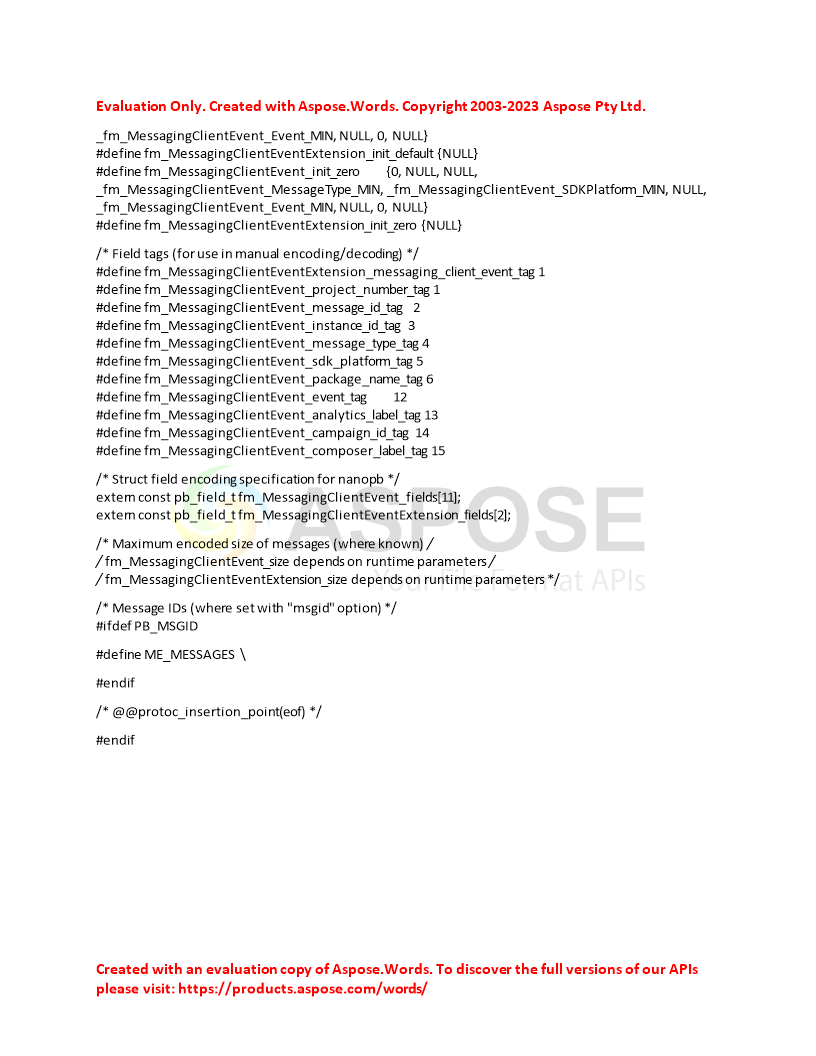 Evaluation Only. Created with Aspose.Words. Copyright 2003-2023 Aspose Pty Ltd.
_fm_MessagingClientEvent_Event_MIN, NULL, 0, NULL}
#define fm_MessagingClientEventExtension_init_default {NULL}
#define fm_MessagingClientEvent_init_zero {0, NULL, NULL,
_fm_MessagingClientEvent_MessageType_MIN, _fm_MessagingClientEvent_SDKPlatform_MIN, NULL,
_fm_MessagingClientEvent_Event_MIN, NULL, 0, NULL}
#define fm_MessagingClientEventExtension_init_zero {NULL}
/* Field tags (for use in manual encoding/decoding) */
#define fm_MessagingClientEventExtension_messaging_client_event_tag 1
#define fm_MessagingClientEvent_project_number_tag 1
#define fm_MessagingClientEvent_message_id_tag 2
#define fm_MessagingClientEvent_instance_id_tag 3
#define fm_MessagingClientEvent_message_type_tag 4
#define fm_MessagingClientEvent_sdk_platform_tag 5
#define fm_MessagingClientEvent_package_name_tag 6
#define fm_MessagingClientEvent_event_tag 12
#define fm_MessagingClientEvent_analytics_label_tag 13
#define fm_MessagingClientEvent_campaign_id_tag 14
#define fm_MessagingClientEvent_composer_label_tag 15
/* Struct field encoding specification for nanopb */
extern const pb_field_t fm_MessagingClientEvent_fields[11];
extern const pb_field_t fm_MessagingClientEventExtension_fields[2];
ASPOSE
/* Maximum encoded size of messages (where known) /
/ fm_MessagingClientEvent_size depends on runtime parameters /
/ fm_MessagingClientEventExtension_size depends on runtime parameters */
Your File Format APIs
/* Message IDs (where set with "msgid" option) */
#ifdef PB_MSGID
#define ME_MESSAGES \
#endif
/* @@protoc_insertion_point(eof) */
#endif
Created with an evaluation copy of Aspose.Words. To discover the full versions of our APIs
please visit: https://products.aspose.com/words/